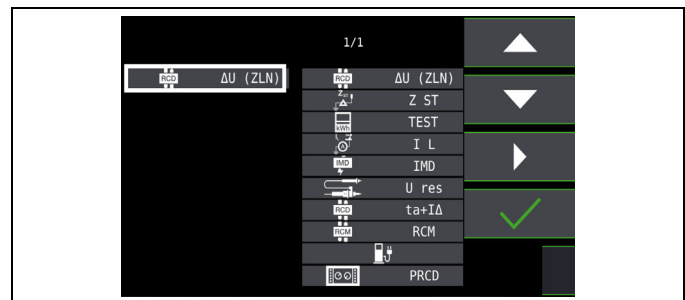 1/1
RCD ΔU (ZLN)
RCD ΔU (ZLN)
Z ST
kWh TEST
A I L
IMD IMD
U res
RCD ta+IΔ
RCM RCM
PRCD